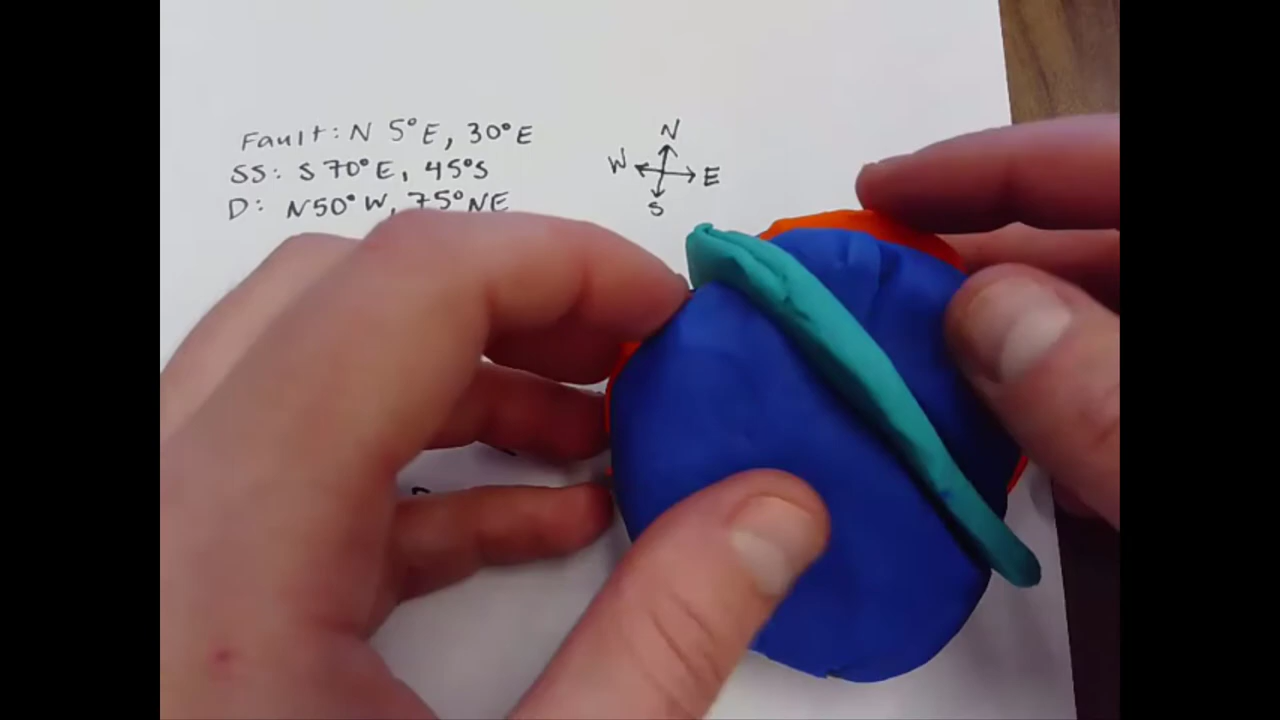 Fault: N 5°E, 30°E
SS: S 70°E, 45°S
D: N50°W, 75°NE
N
W E
S